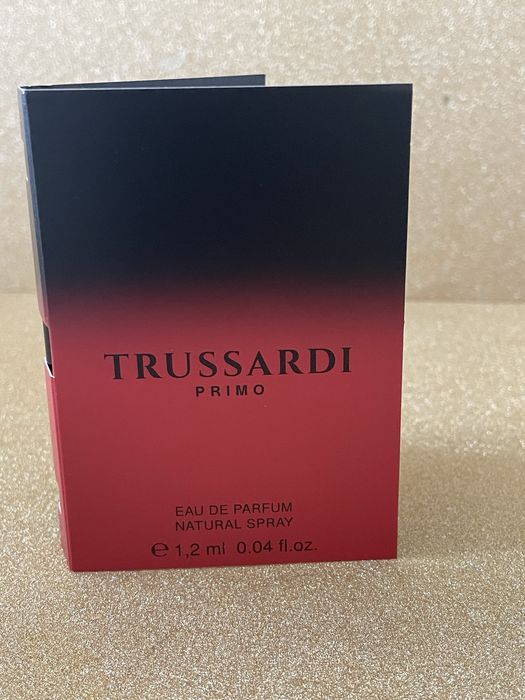 TRUSSARDI
PRIMO
EAU DE PARFUM
NATURAL SPRAY
℮ 1,2 ml 0.04 fl.oz.